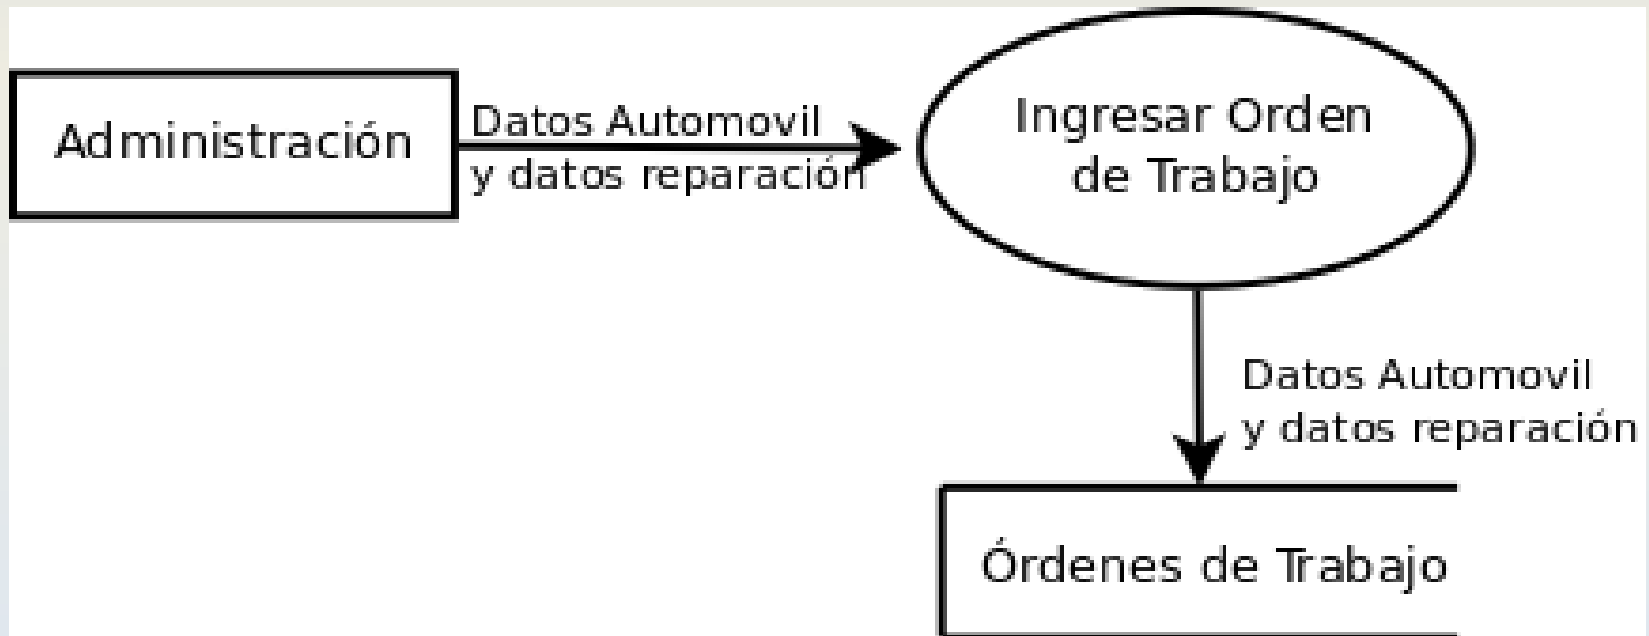 Administración
Datos Automovil
y datos reparación
Ingresar Orden
de Trabajo
Datos Automovil
y datos reparación
Órdenes de Trabajo